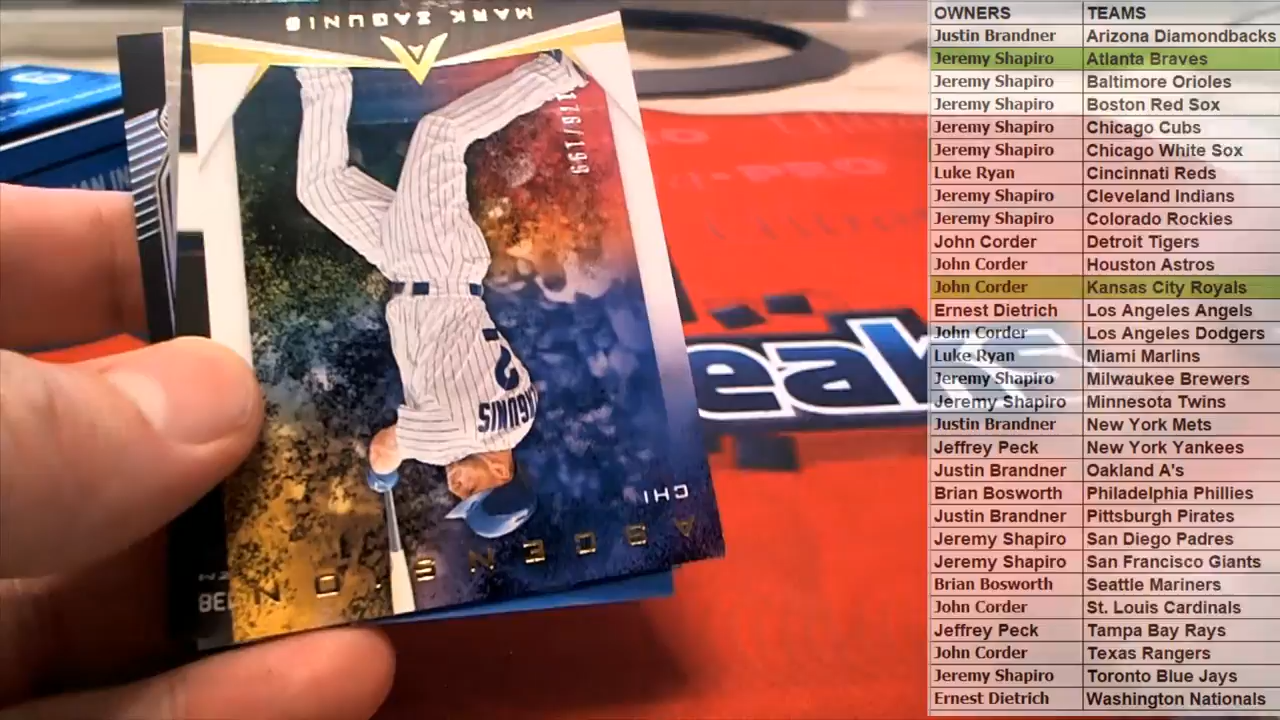 MARK ZAGUNIS
176/199
2
ZAGUNIS
CHI
ASCENSION
eaks
OWNERS TEAMS
Justin Brandner Arizona Diamondbacks
Jeremy Shapiro Atlanta Braves
Jeremy Shapiro Baltimore Orioles
Jeremy Shapiro Boston Red Sox
Jeremy Shapiro Chicago Cubs
Jeremy Shapiro Chicago White Sox
Luke Ryan Cincinnati Reds
Jeremy Shapiro Cleveland Indians
Jeremy Shapiro Colorado Rockies
John Corder Detroit Tigers
John Corder Houston Astros
John Corder Kansas City Royals
Ernest Dietrich Los Angeles Angels
John Corder Los Angeles Dodgers
Luke Ryan Miami Marlins
Jeremy Shapiro Milwaukee Brewers
Jeremy Shapiro Minnesota Twins
Justin Brandner New York Mets
Jeffrey Peck New York Yankees
Justin Brandner Oakland A's
Brian Bosworth Philadelphia Phillies
Justin Brandner Pittsburgh Pirates
Jeremy Shapiro San Diego Padres
Jeremy Shapiro San Francisco Giants
Brian Bosworth Seattle Mariners
John Corder St. Louis Cardinals
Jeffrey Peck Tampa Bay Rays
John Corder Texas Rangers
Jeremy Shapiro Toronto Blue Jays
Ernest Dietrich Washington Nationals